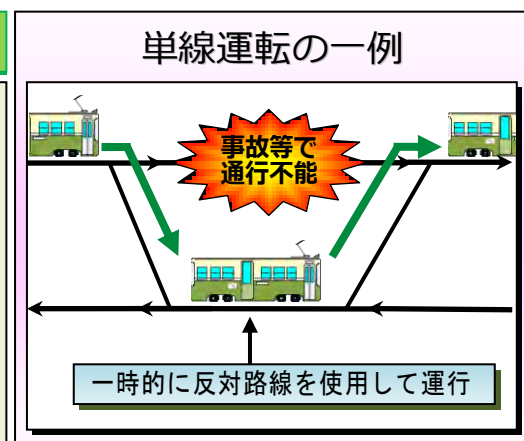 単線運転の一例
事故等で
通行不能
一時的に反対路線を使用して運行